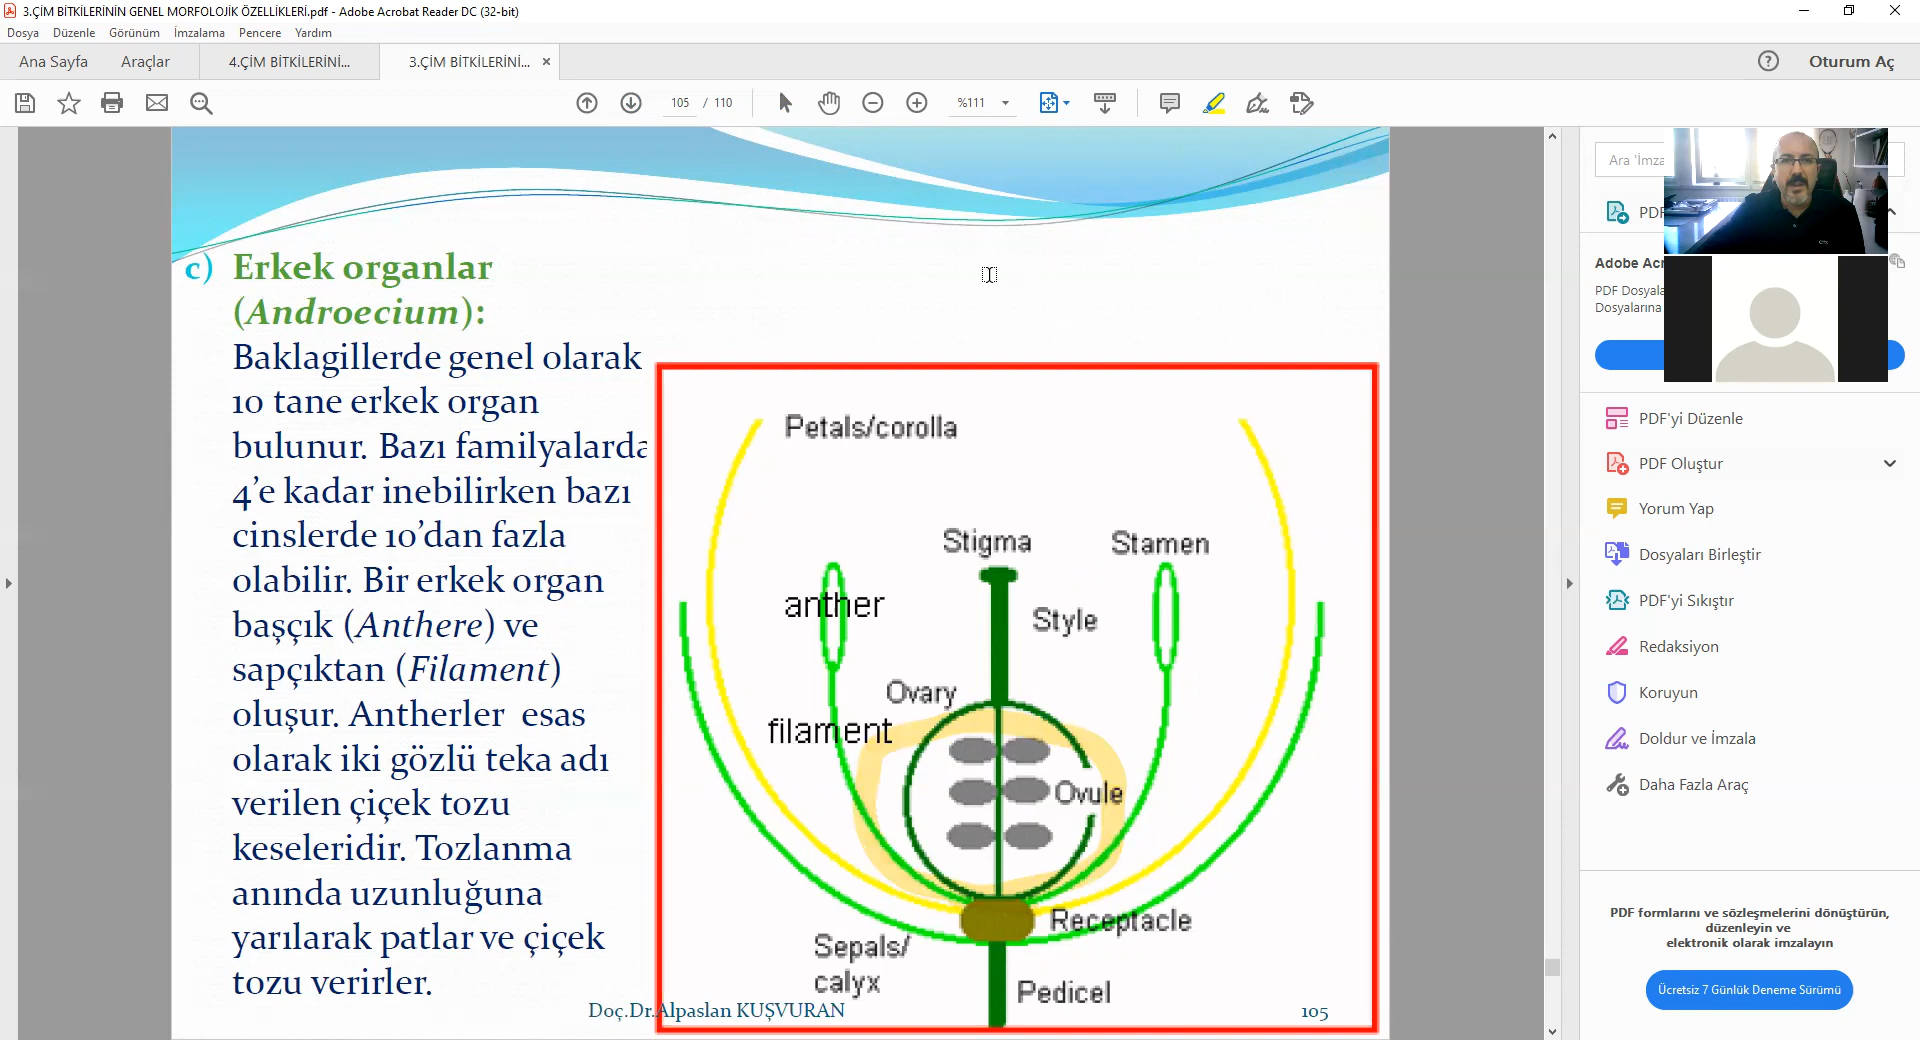 3.ÇİM BİTKİLERİNİN GENEL MORFOLOJİK ÖZELLİKLERİ.pdf - Adobe Acrobat Reader DC (32-bit)
Dosya Düzenle Görünüm İmzalama Pencere Yardım
Ana Sayfa Araçlar 4.ÇİM BİTKİLERİNİ... 3.ÇİM BİTKİLERİNİ... × Oturum Aç
105 / 110 %111
c) Erkek organlar
(Androecium):
Baklagillerde genel olarak
10 tane erkek organ
bulunur. Bazı familyalarda
4’e kadar inebilirken bazı
cinslerde 10’dan fazla
olabilir. Bir erkek organ
başçık (Anthere) ve
sapçıktan (Filament)
oluşur. Antherler esas
olarak iki gözlü teka adı
verilen çiçek tozu
keseleridir. Tozlanma
anında uzunluğuna
yarılarak patlar ve çiçek
tozu verirler.
Petals/corolla
Stigma
Stamen
anther
Style
Ovary
filament
Ovule
Receptacle
Sepals/
calyx
Pedicel
Doç.Dr.Alpaslan KUŞVURAN
105
Ara 'İmza
PDF
Adobe Acr
PDF Dosyala
Dosyalarına
PDF'yi Düzenle
PDF Oluştur
Yorum Yap
Dosyaları Birleştir
PDF'yi Sıkıştır
Redaksiyon
Koruyun
Doldur ve İmzala
Daha Fazla Araç
PDF formlarını ve sözleşmelerini dönüştürün,
düzenleyin ve
elektronik olarak imzalayın
Ücretsiz 7 Günlük Deneme Sürümü